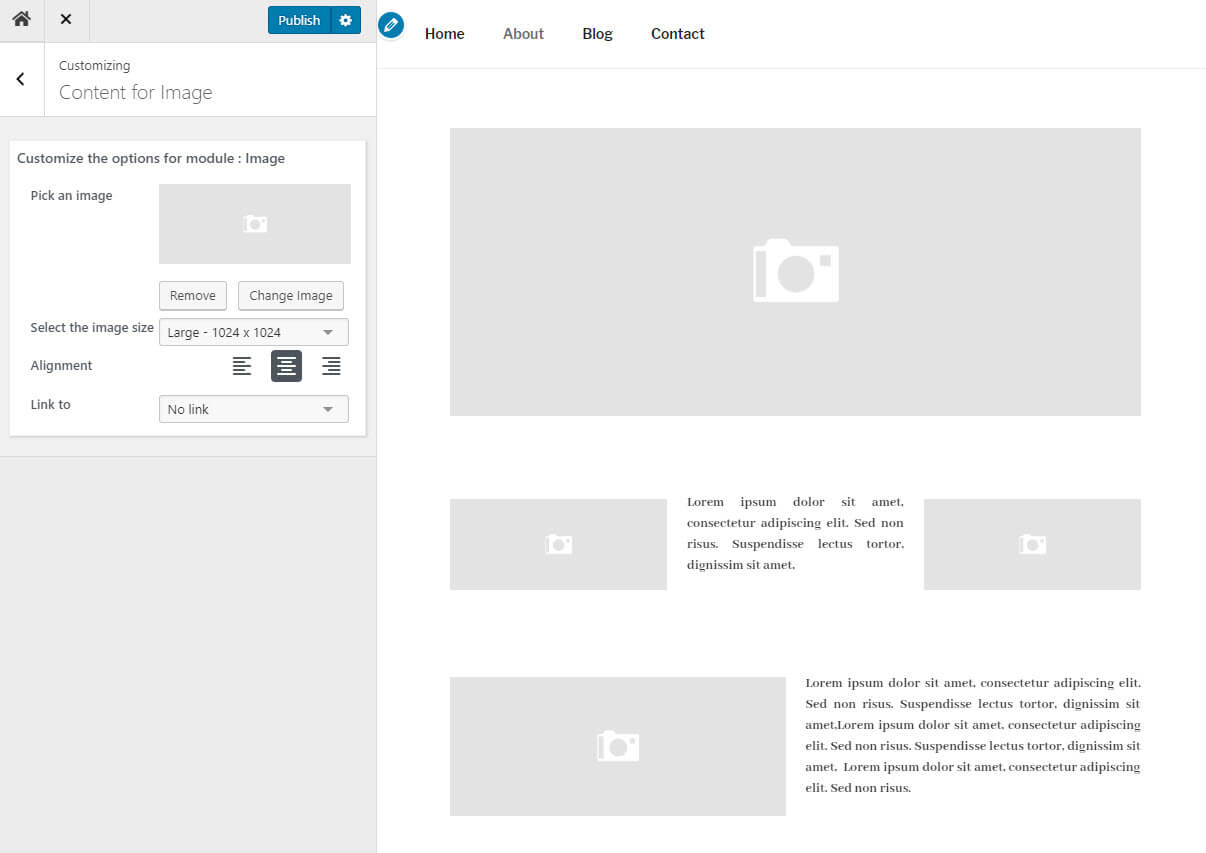 Publish
Home About Blog Contact
Customizing
Content for Image
Customize the options for module : Image
Pick an image
Remove Change Image
Select the image size Large - 1024 x 1024
Alignment
Link to No link
Lorem ipsum dolor sit amet,
consectetur adipiscing elit. Sed non
risus. Suspendisse lectus tortor,
dignissim sit amet.
Lorem ipsum dolor sit amet, consectetur adipiscing elit.
Sed non risus. Suspendisse lectus tortor, dignissim sit
amet.Lorem ipsum dolor sit amet, consectetur adipiscing
elit. Sed non risus. Suspendisse lectus tortor, dignissim sit
amet. Lorem ipsum dolor sit amet, consectetur adipiscing
elit. Sed non risus.